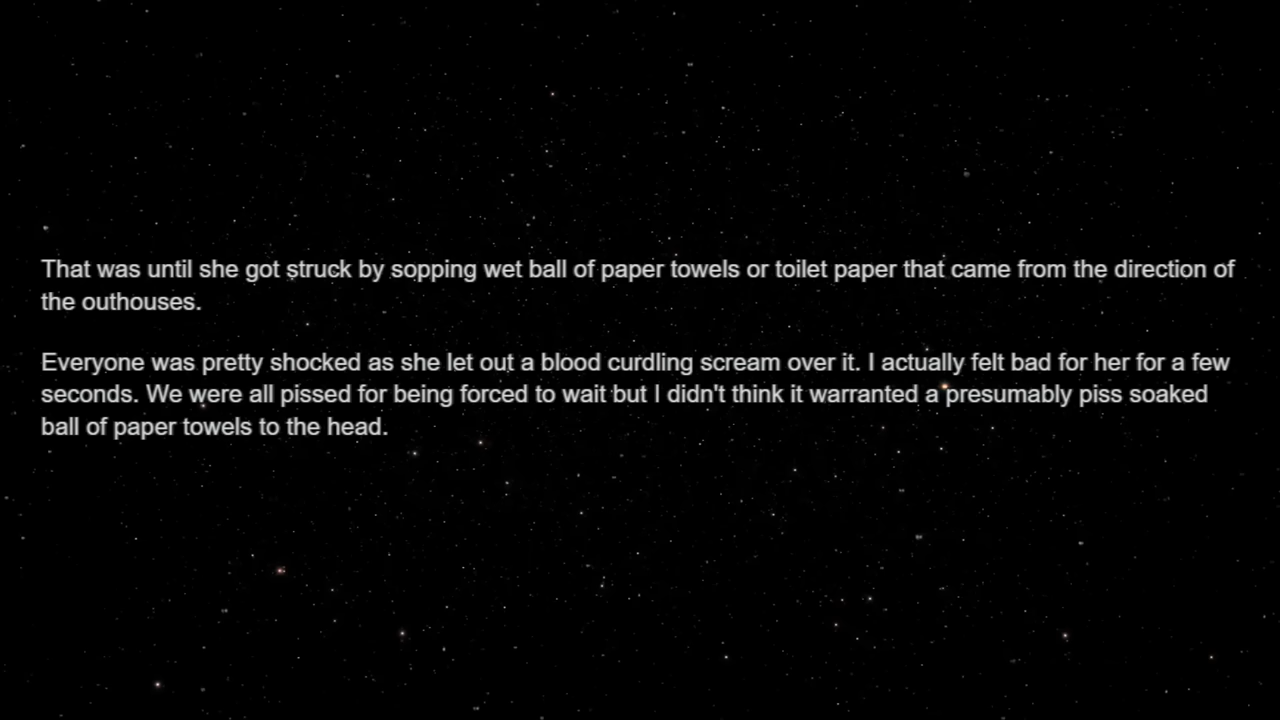 That was until she got struck by sopping wet ball of paper towels or toilet paper that came from the direction of
the outhouses.
Everyone was pretty shocked as she let out a blood curdling scream over it. I actually felt bad for her for a few
seconds. We were all pissed for being forced to wait but I didn't think it warranted a presumably piss soaked
ball of paper towels to the head.